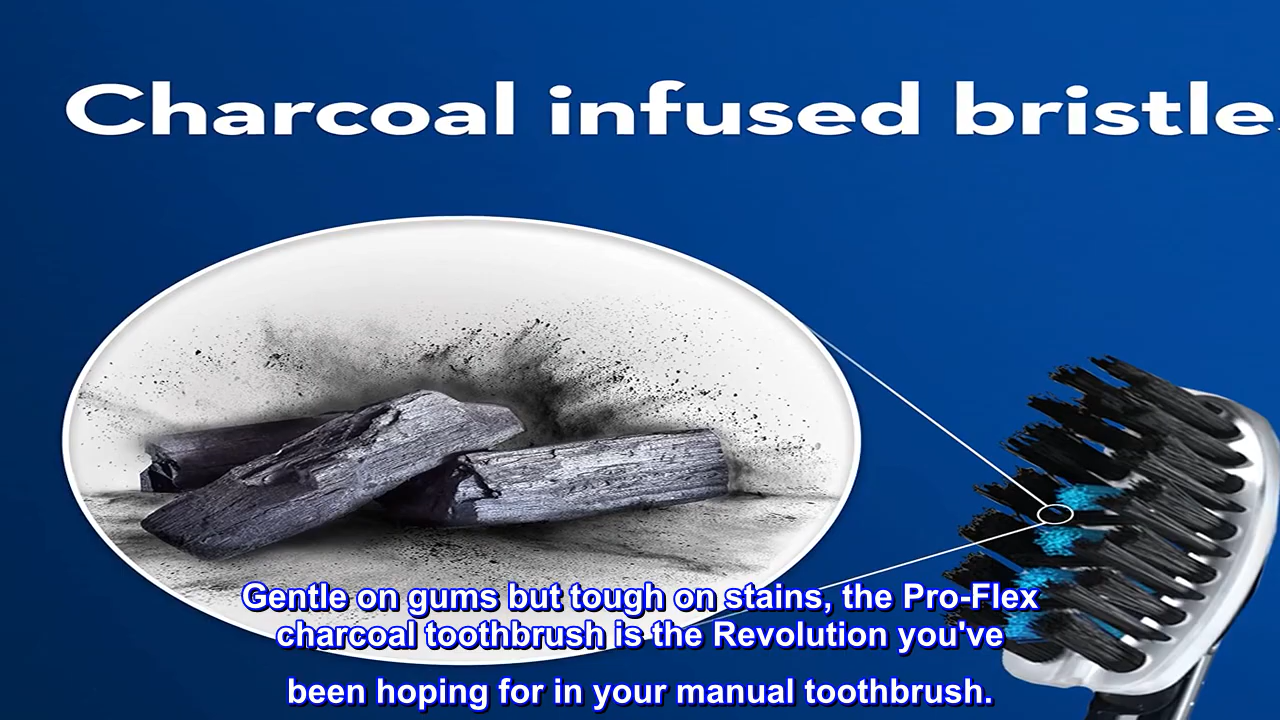 Charcoal infused bristle
Gentle on gums but tough on stains, the Pro-Flex
charcoal toothbrush is the Revolution you've
been hoping for in your manual toothbrush.